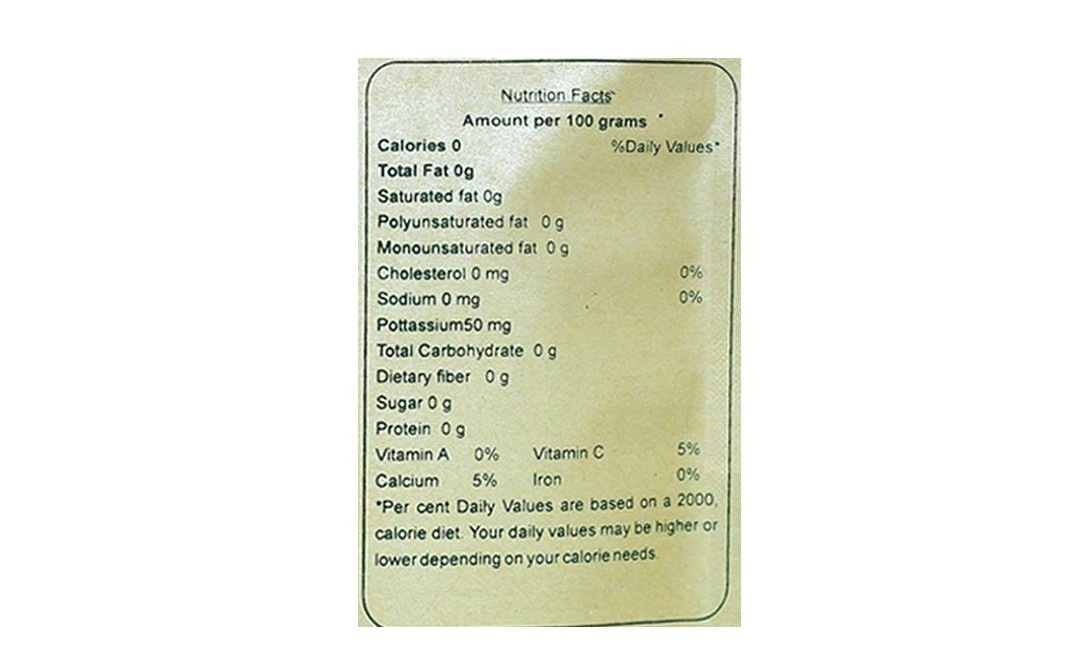 Nutrition Facts
Amount per 100 grams
Calories 0 %Daily Values*
Total Fat 0g
Saturated fat 0g
Polyunsaturated fat 0 g
Monounsaturated fat 0 g
Cholesterol 0 mg 0%
Sodium 0 mg 0%
Pottassium50 mg
Total Carbohydrate 0 g
Dietary fiber 0 g
Sugar 0 g
Protein 0 g
Vitamin A 0% Vitamin C 5%
Calcium 5% Iron 0%
*Per cent Daily Values are based on a 2000,
calorie diet. Your daily values may be higher or
lower depending on your calorie needs.